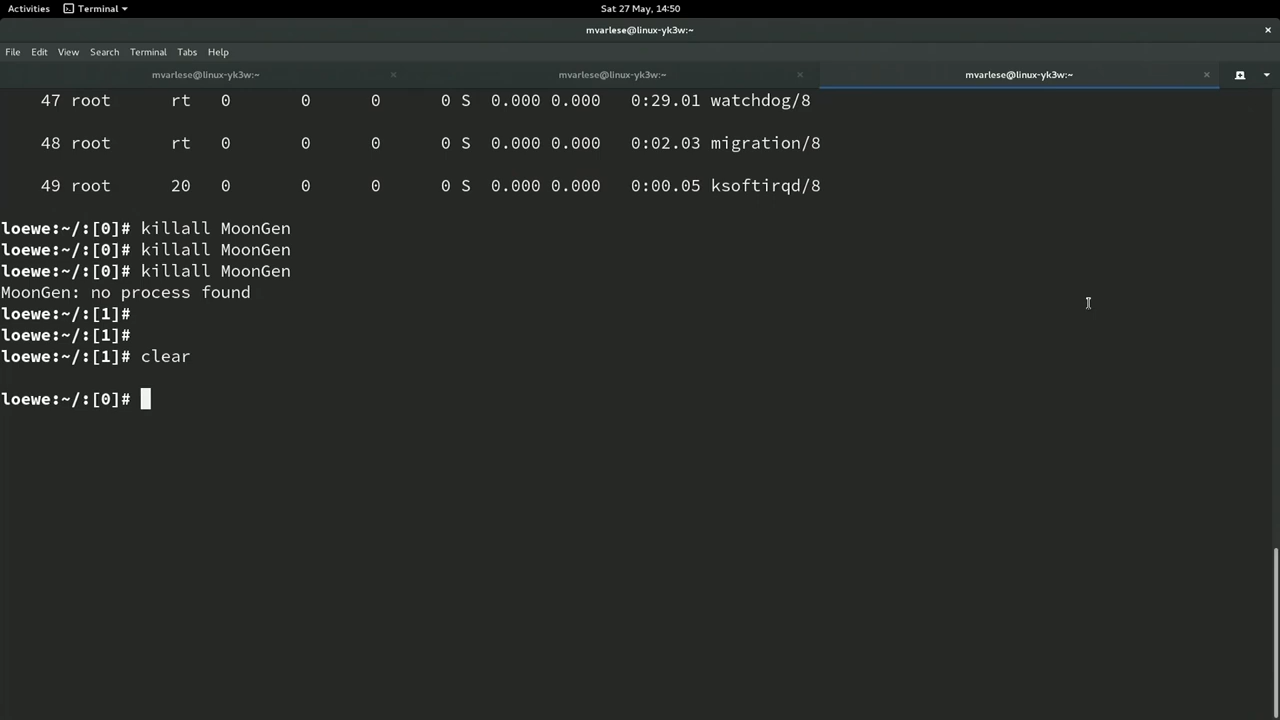 Activities Terminal Sat 27 May, 14:50
mvarlese@linux-yk3w:~
File Edit View Search Terminal Tabs Help
mvarlese@linux-yk3w:~ mvarlese@linux-yk3w:~ mvarlese@linux-yk3w:~
47 root rt 0 0 0 0 S 0.000 0.000 0:29.01 watchdog/8
48 root rt 0 0 0 0 S 0.000 0.000 0:02.03 migration/8
49 root 20 0 0 0 0 S 0.000 0.000 0:00.05 ksoftirqd/8
loewe:~/:[0]# killall MoonGen
loewe:~/:[0]# killall MoonGen
loewe:~/:[0]# killall MoonGen
MoonGen: no process found
loewe:~/:[1]#
loewe:~/:[1]#
loewe:~/:[1]# clear
loewe:~/:[0]#